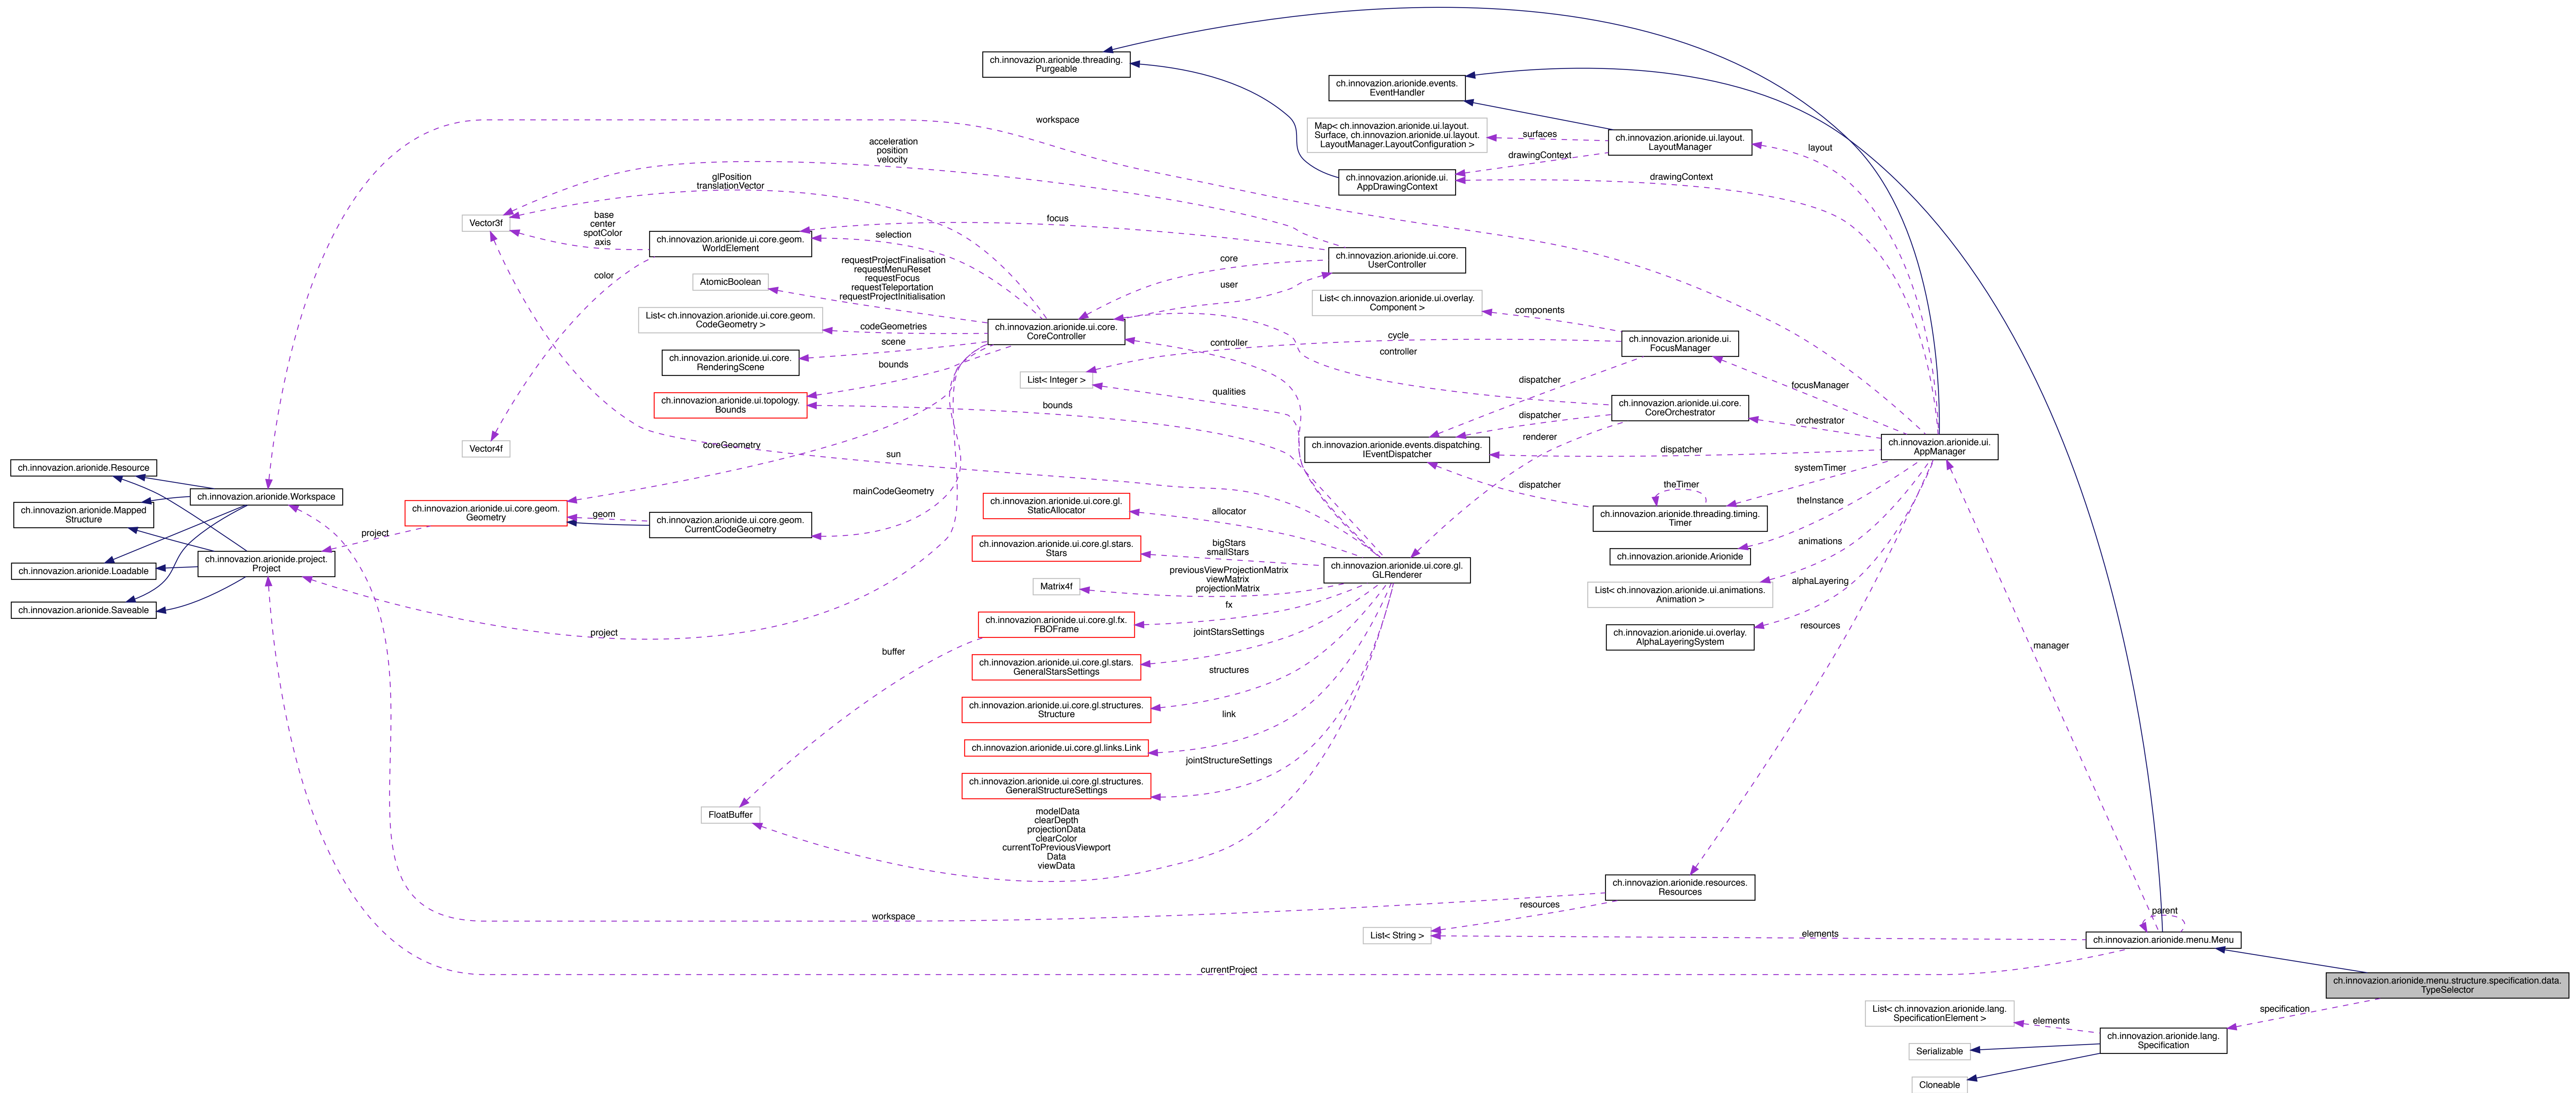 ch.innovazion.arionide.threading.
Purgeable
ch.innovazion.arionide.events.
EventHandler
workspace
Map< ch.innovazion.arionide.ui.layout.
Surface, ch.innovazion.arionide.ui.layout.
LayoutManager.LayoutConfiguration >
surfaces
ch.innovazion.arionide.ui.layout.
LayoutManager
layout
acceleration
position
velocity
drawingContext
ch.innovazion.arionide.ui.
AppDrawingContext
drawingContext
glPosition
translationVector
Vector3f
base
center
spotColor
axis
focus
ch.innovazion.arionide.ui.core.geom.
WorldElement
selection
ch.innovazion.arionide.ui.core.
UserController
core
user
color
requestProjectFinalisation
requestMenuReset
requestFocus
requestTeleportation
requestProjectInitialisation
AtomicBoolean
List< ch.innovazion.arionide.ui.overlay.
Component >
components
List< ch.innovazion.arionide.ui.core.geom.
CodeGeometry >
codeGeometries
ch.innovazion.arionide.ui.core.
CoreController
scene
controller
cycle
controller
ch.innovazion.arionide.ui.
FocusManager
ch.innovazion.arionide.ui.core.
RenderingScene
bounds
List< Integer >
qualities
dispatcher
focusManager
ch.innovazion.arionide.ui.topology.
Bounds
bounds
dispatcher
ch.innovazion.arionide.ui.core.
CoreOrchestrator
orchestrator
Vector4f
coreGeometry
sun
renderer
ch.innovazion.arionide.events.dispatching.
IEventDispatcher
dispatcher
ch.innovazion.arionide.ui.
AppManager
ch.innovazion.arionide.Resource
ch.innovazion.arionide.Workspace
systemTimer
dispatcher
theTimer
mainCodeGeometry
ch.innovazion.arionide.Mapped
Structure
ch.innovazion.arionide.ui.core.geom.
Geometry
geom
ch.innovazion.arionide.ui.core.geom.
CurrentCodeGeometry
ch.innovazion.arionide.ui.core.gl.
StaticAllocator
allocator
theInstance
ch.innovazion.arionide.threading.timing.
Timer
project
ch.innovazion.arionide.project.
Project
ch.innovazion.arionide.Loadable
ch.innovazion.arionide.ui.core.gl.stars.
Stars
bigStars
smallStars
animations
ch.innovazion.arionide.Arionide
ch.innovazion.arionide.ui.core.gl.
GLRenderer
previousViewProjectionMatrix
viewMatrix
projectionMatrix
Matrix4f
alphaLayering
List< ch.innovazion.arionide.ui.animations.
Animation >
ch.innovazion.arionide.Saveable
project
ch.innovazion.arionide.ui.core.gl.fx.
FBOFrame
fx
resources
ch.innovazion.arionide.ui.overlay.
AlphaLayeringSystem
jointStarsSettings
manager
buffer
ch.innovazion.arionide.ui.core.gl.stars.
GeneralStarsSettings
structures
ch.innovazion.arionide.ui.core.gl.structures.
Structure
link
ch.innovazion.arionide.ui.core.gl.links.Link
jointStructureSettings
ch.innovazion.arionide.ui.core.gl.structures.
GeneralStructureSettings
FloatBuffer
modelData
clearDepth
projectionData
clearColor
currentToPreviousViewport
Data
viewData
ch.innovazion.arionide.resources.
Resources
workspace
resources
parent
List< String >
elements
ch.innovazion.arionide.menu.Menu
currentProject
ch.innovazion.arionide.menu.structure.specification.data.
TypeSelector
specification
List< ch.innovazion.arionide.lang.
SpecificationElement >
elements
ch.innovazion.arionide.lang.
Specification
Serializable
Cloneable